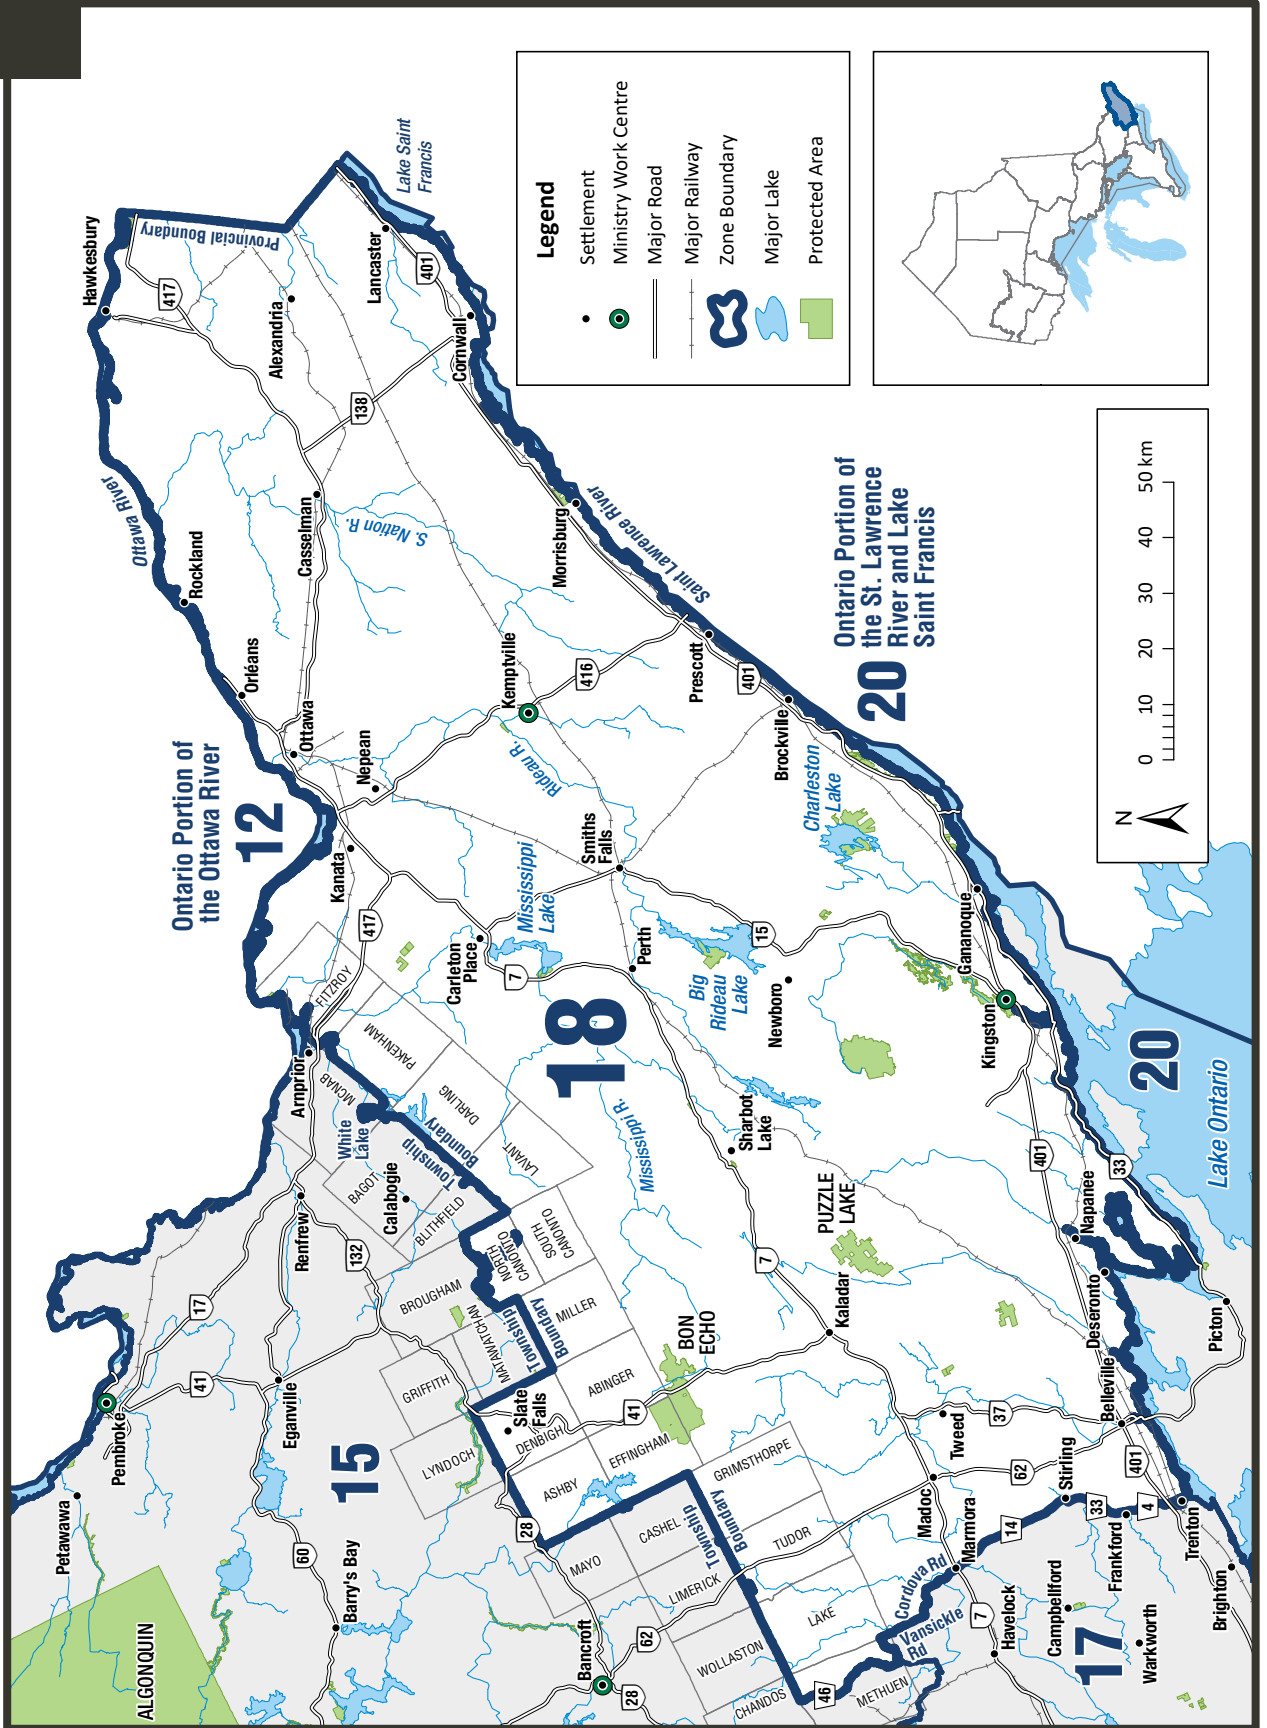 Hawkesbury
Provincial Boundary
Lake Saint
Francis
Lancaster
401
417
Alexandria
Cornwall
138
Ottawa River
Rockland
Casselman
S. Nation R.
Morrisburg
Saint Lawrence River
Orléans
Ottawa
Ontario Portion of
the Ottawa River
12
Nepean
Kemptville
416
Prescott
401
Brockville
20
Ontario Portion of
the St. Lawrence
River and Lake
Saint Francis
Rideau R.
Charleston
Lake
Smiths
Falls
Kanata
417
Mississippi
Lake
Carleton
Place
7
Perth
Big
Rideau
Lake
15
Newboro
Gananoque
Kingston
18
FITZROY
PAKENHAM
Arnprior
MCNAB
DARLING
LAVANT
White
Lake
Township
Boundary
BAGOT
Calabogie
BLITHFIELD
Mississippi R.
Sharbot
Lake
20
Lake Ontario
401
33
Napanee
Deseronto
Picton
Belleville
PUZZLE
LAKE
7
Kaladar
Renfrew
132
17
BROUGHAM
NORTH
CANONTO
SOUTH
CANONTO
MATAWATCHAN
Township
Boundary
MILLER
BON
ECHO
GRIFFITH
ABINGER
Slate
Falls
41
DENBIGH
LYNDOCH
EFFINGHAM
ASHBY
GRIMSTHORPE
Pembroke
41
Eganville
15
Petawawa
60
Barry's Bay
ALGONQUIN
28
MAYO
CASHEL
Township
Boundary
TUDOR
LIMERICK
Bancroft
62
28
WOLLASTON
LAKE
CHANDOS
46
METHUEN
Vansickle
Rd
Cordova Rd
Madoc
Marmora
Tweed
37
62
Stirling
14
33
401
4
Frankford
Trenton
Brighton
7
Havelock
Campbellford
17
Warkworth
Legend
Settlement
Ministry Work Centre
Major Road
Major Railway
Zone Boundary
Major Lake
Protected Area
N
0 10 20 30 40 50 km